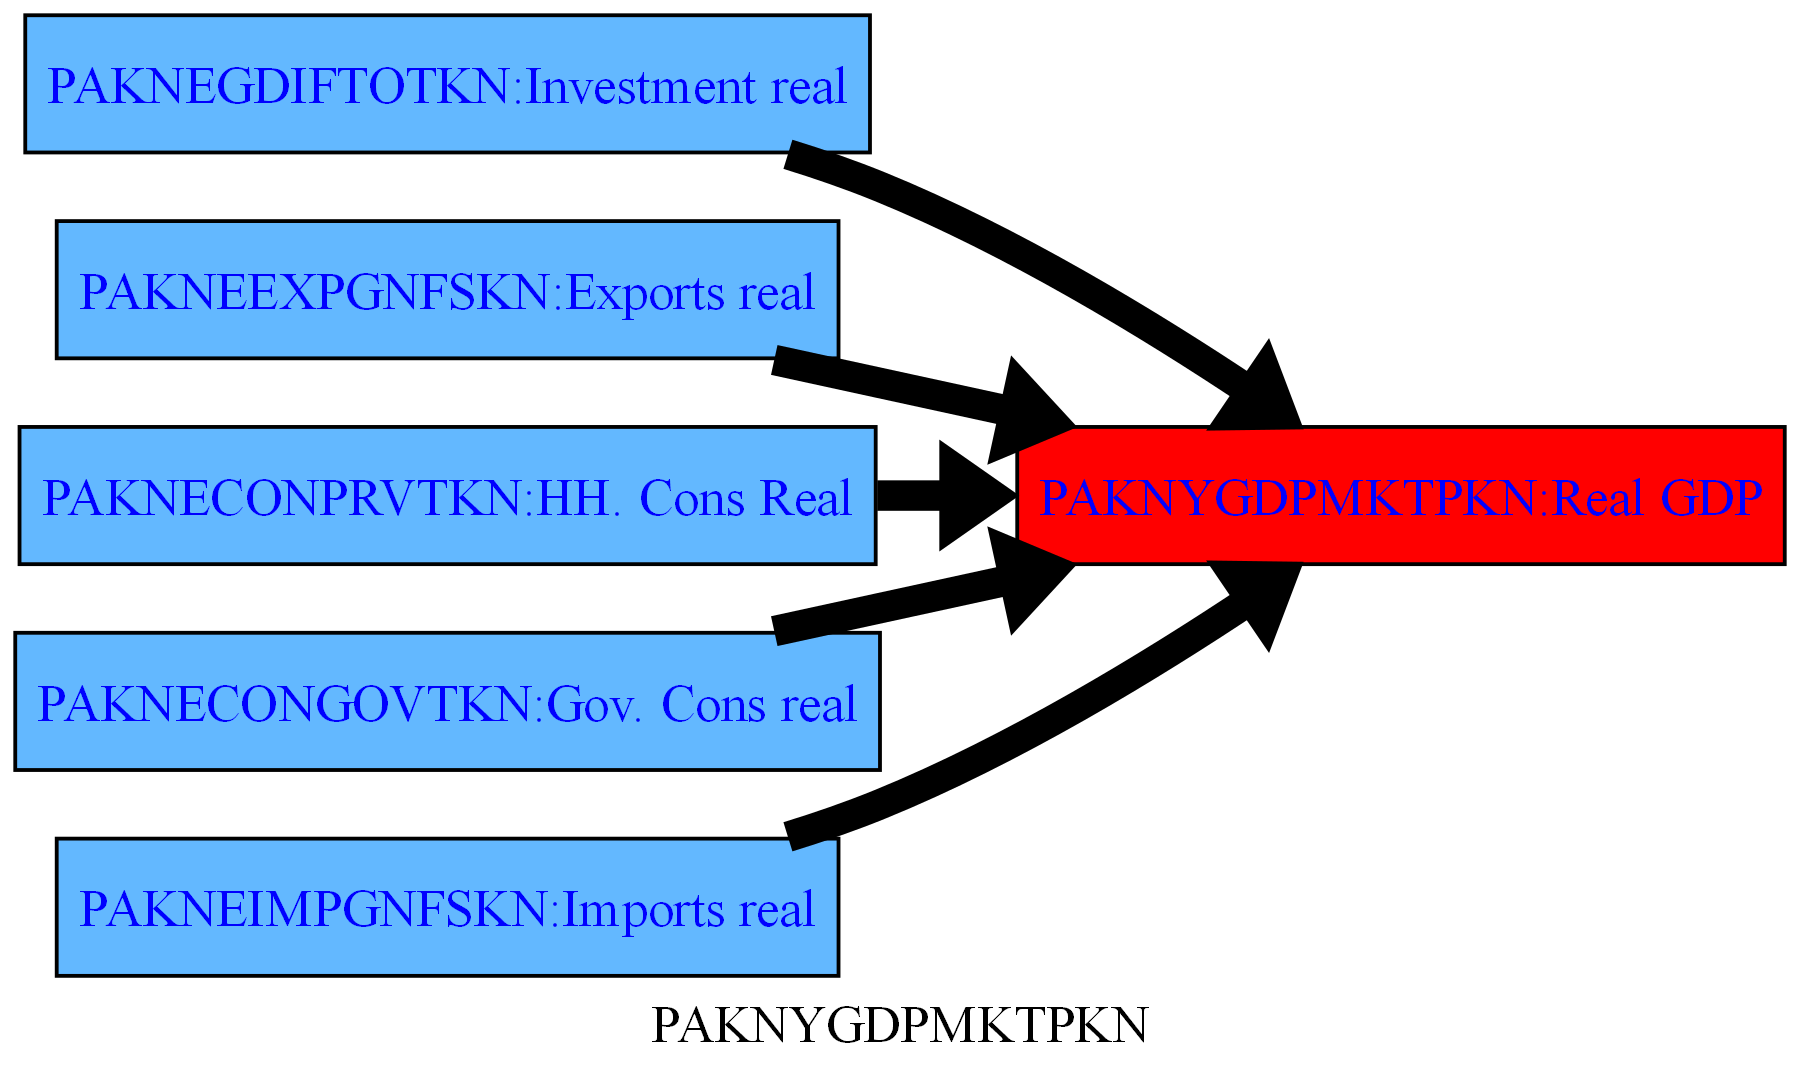 PAKNEGDIFTOTKN:Investment real
PAKNEEXPGNFSKN:Exports real
PAKNECONPRVTKN:HH. Cons Real
PAKNYGDPMKTPKN:Real GDP
PAKNECONGOVTKN:Gov. Cons real
PAKNEIMPGNFSKN:Imports real
PAKNYGDPMKTPKN